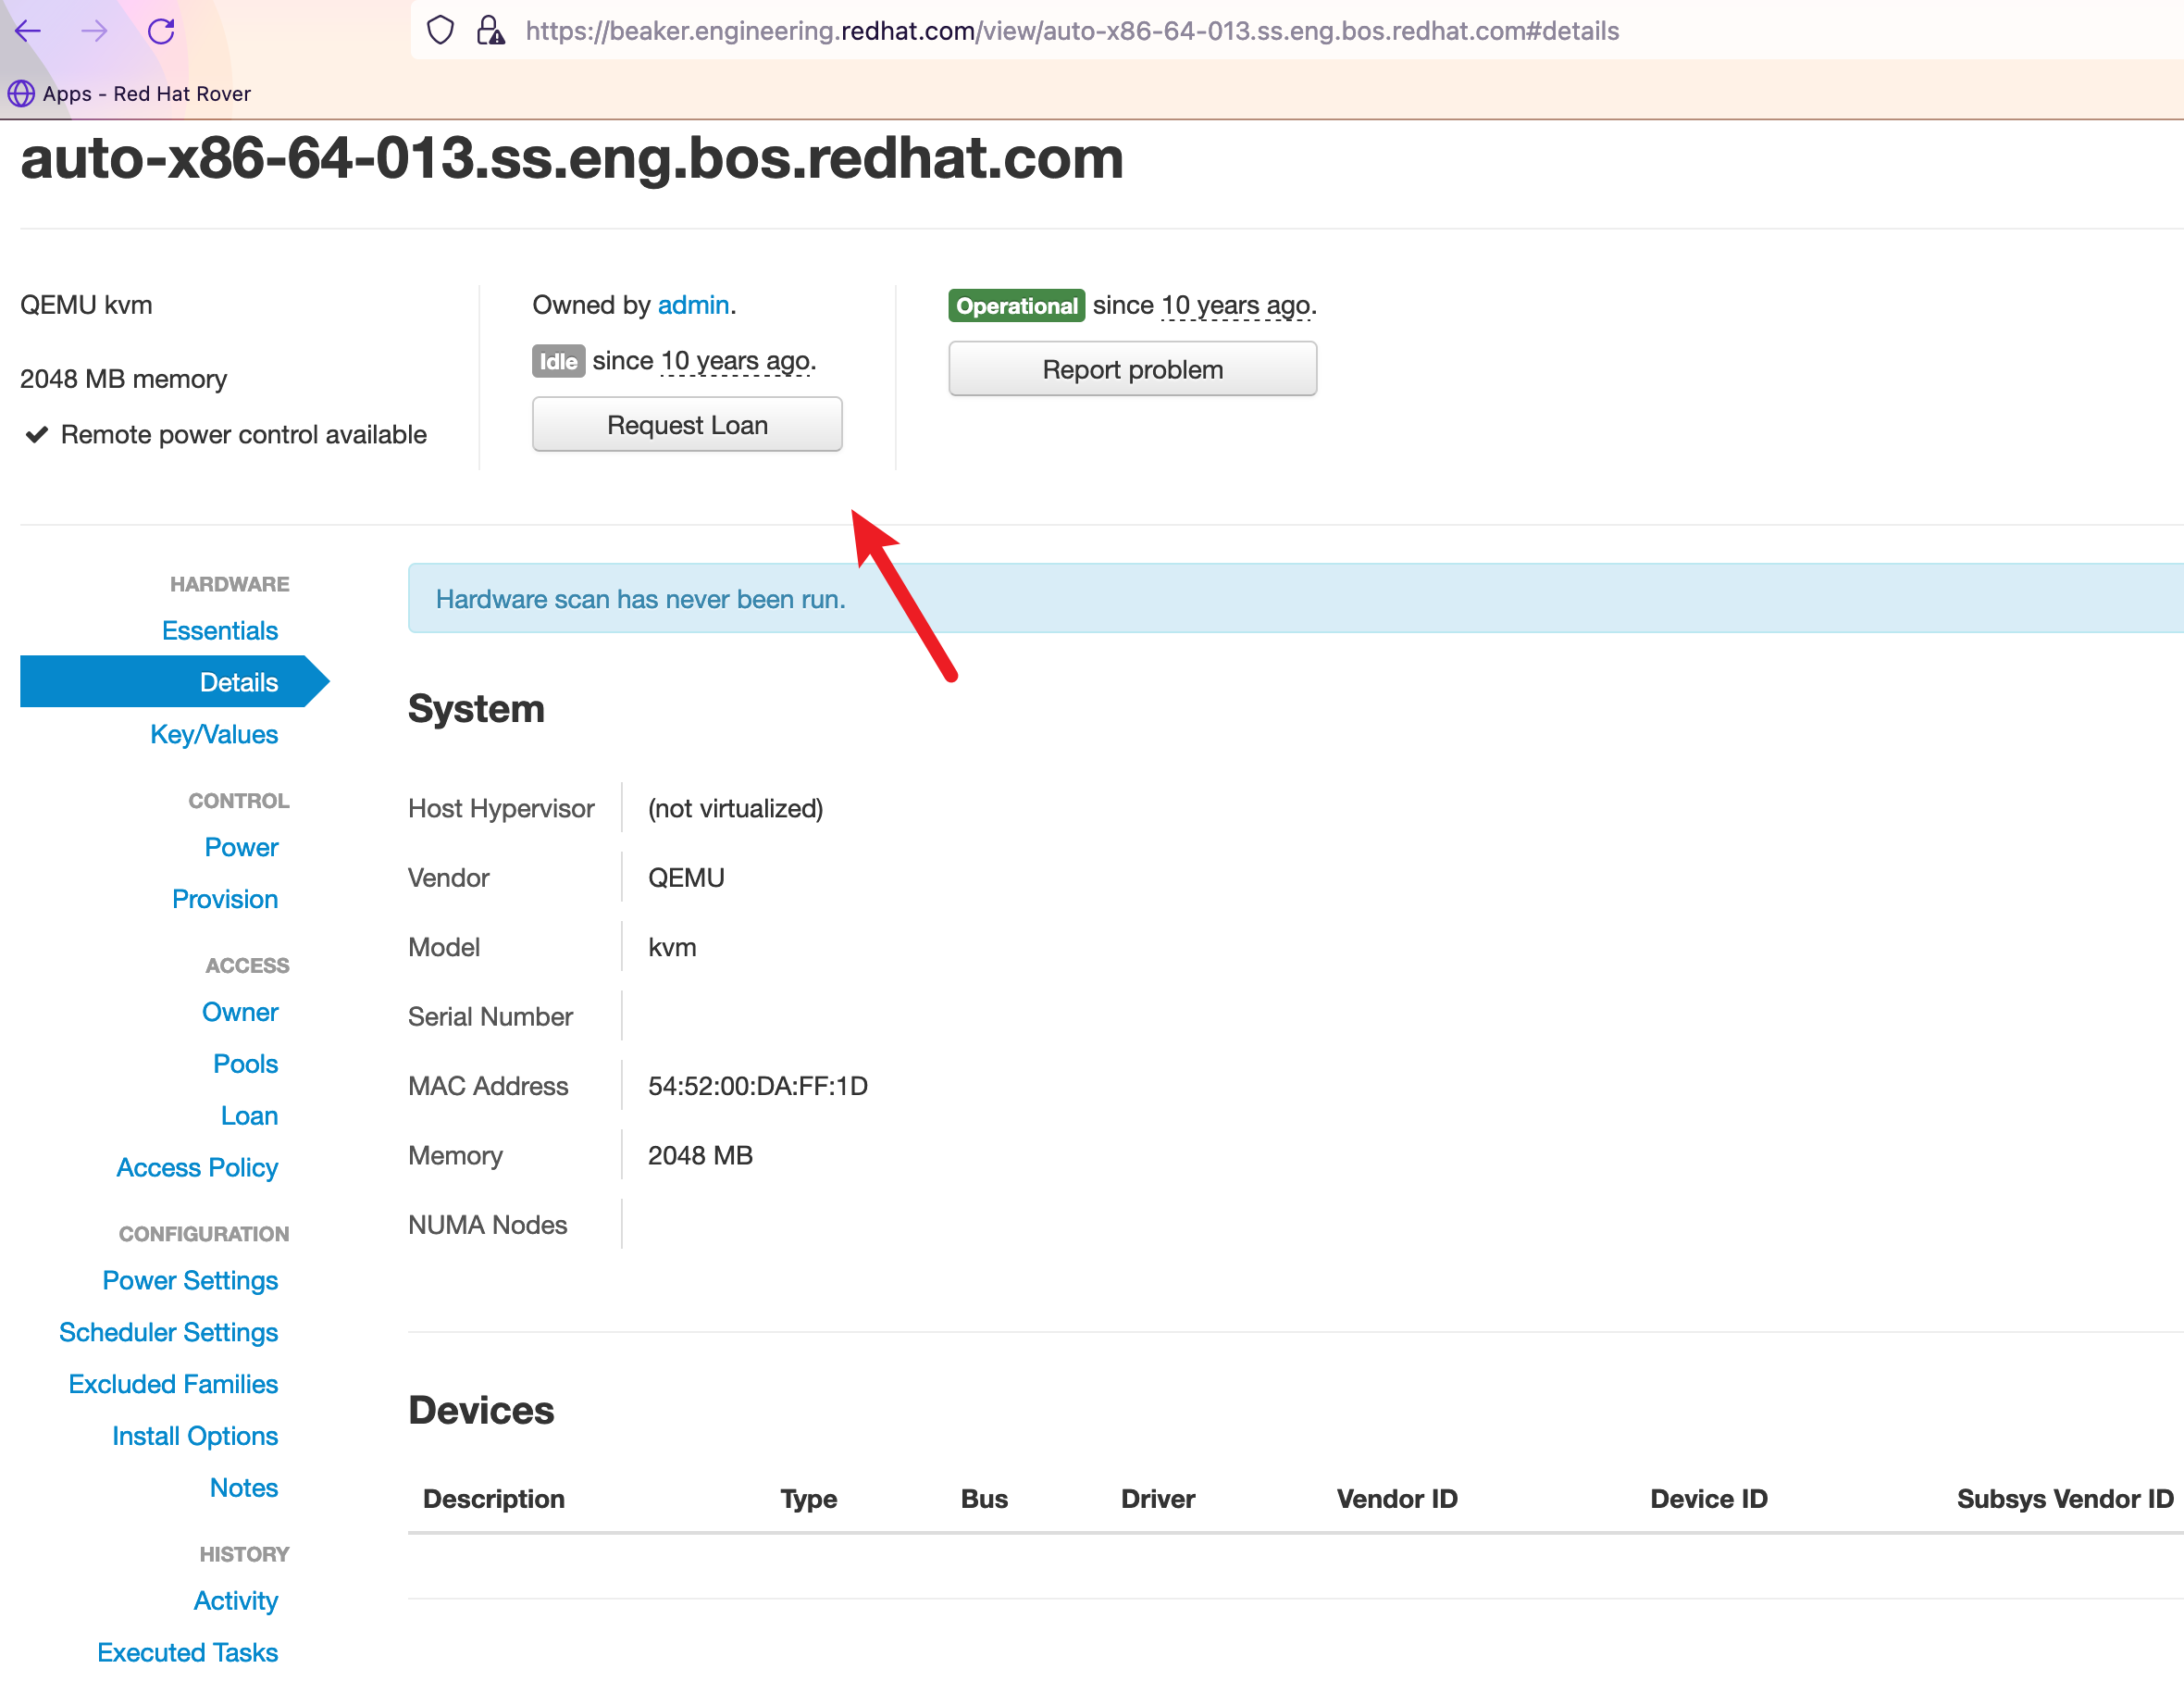 https://beaker.engineering.redhat.com/view/auto-x86-64-013.ss.eng.bos.redhat.com#details
Apps - Red Hat Rover
auto-x86-64-013.ss.eng.bos.redhat.com
QEMU kvm
2048 MB memory
Remote power control available
Owned by admin.
Idle since 10 years ago.
Request Loan
Operational since 10 years ago.
Report problem
HARDWARE
Essentials
Details
Key/Values
CONTROL
Power
Provision
ACCESS
Owner
Pools
Loan
Access Policy
CONFIGURATION
Power Settings
Scheduler Settings
Excluded Families
Install Options
Notes
HISTORY
Activity
Executed Tasks
Hardware scan has never been run.
System
Host Hypervisor (not virtualized)
Vendor QEMU
Model kvm
Serial Number
MAC Address 54:52:00:DA:FF:1D
Memory 2048 MB
NUMA Nodes
Devices
Description Type Bus Driver Vendor ID Device ID Subsys Vendor ID